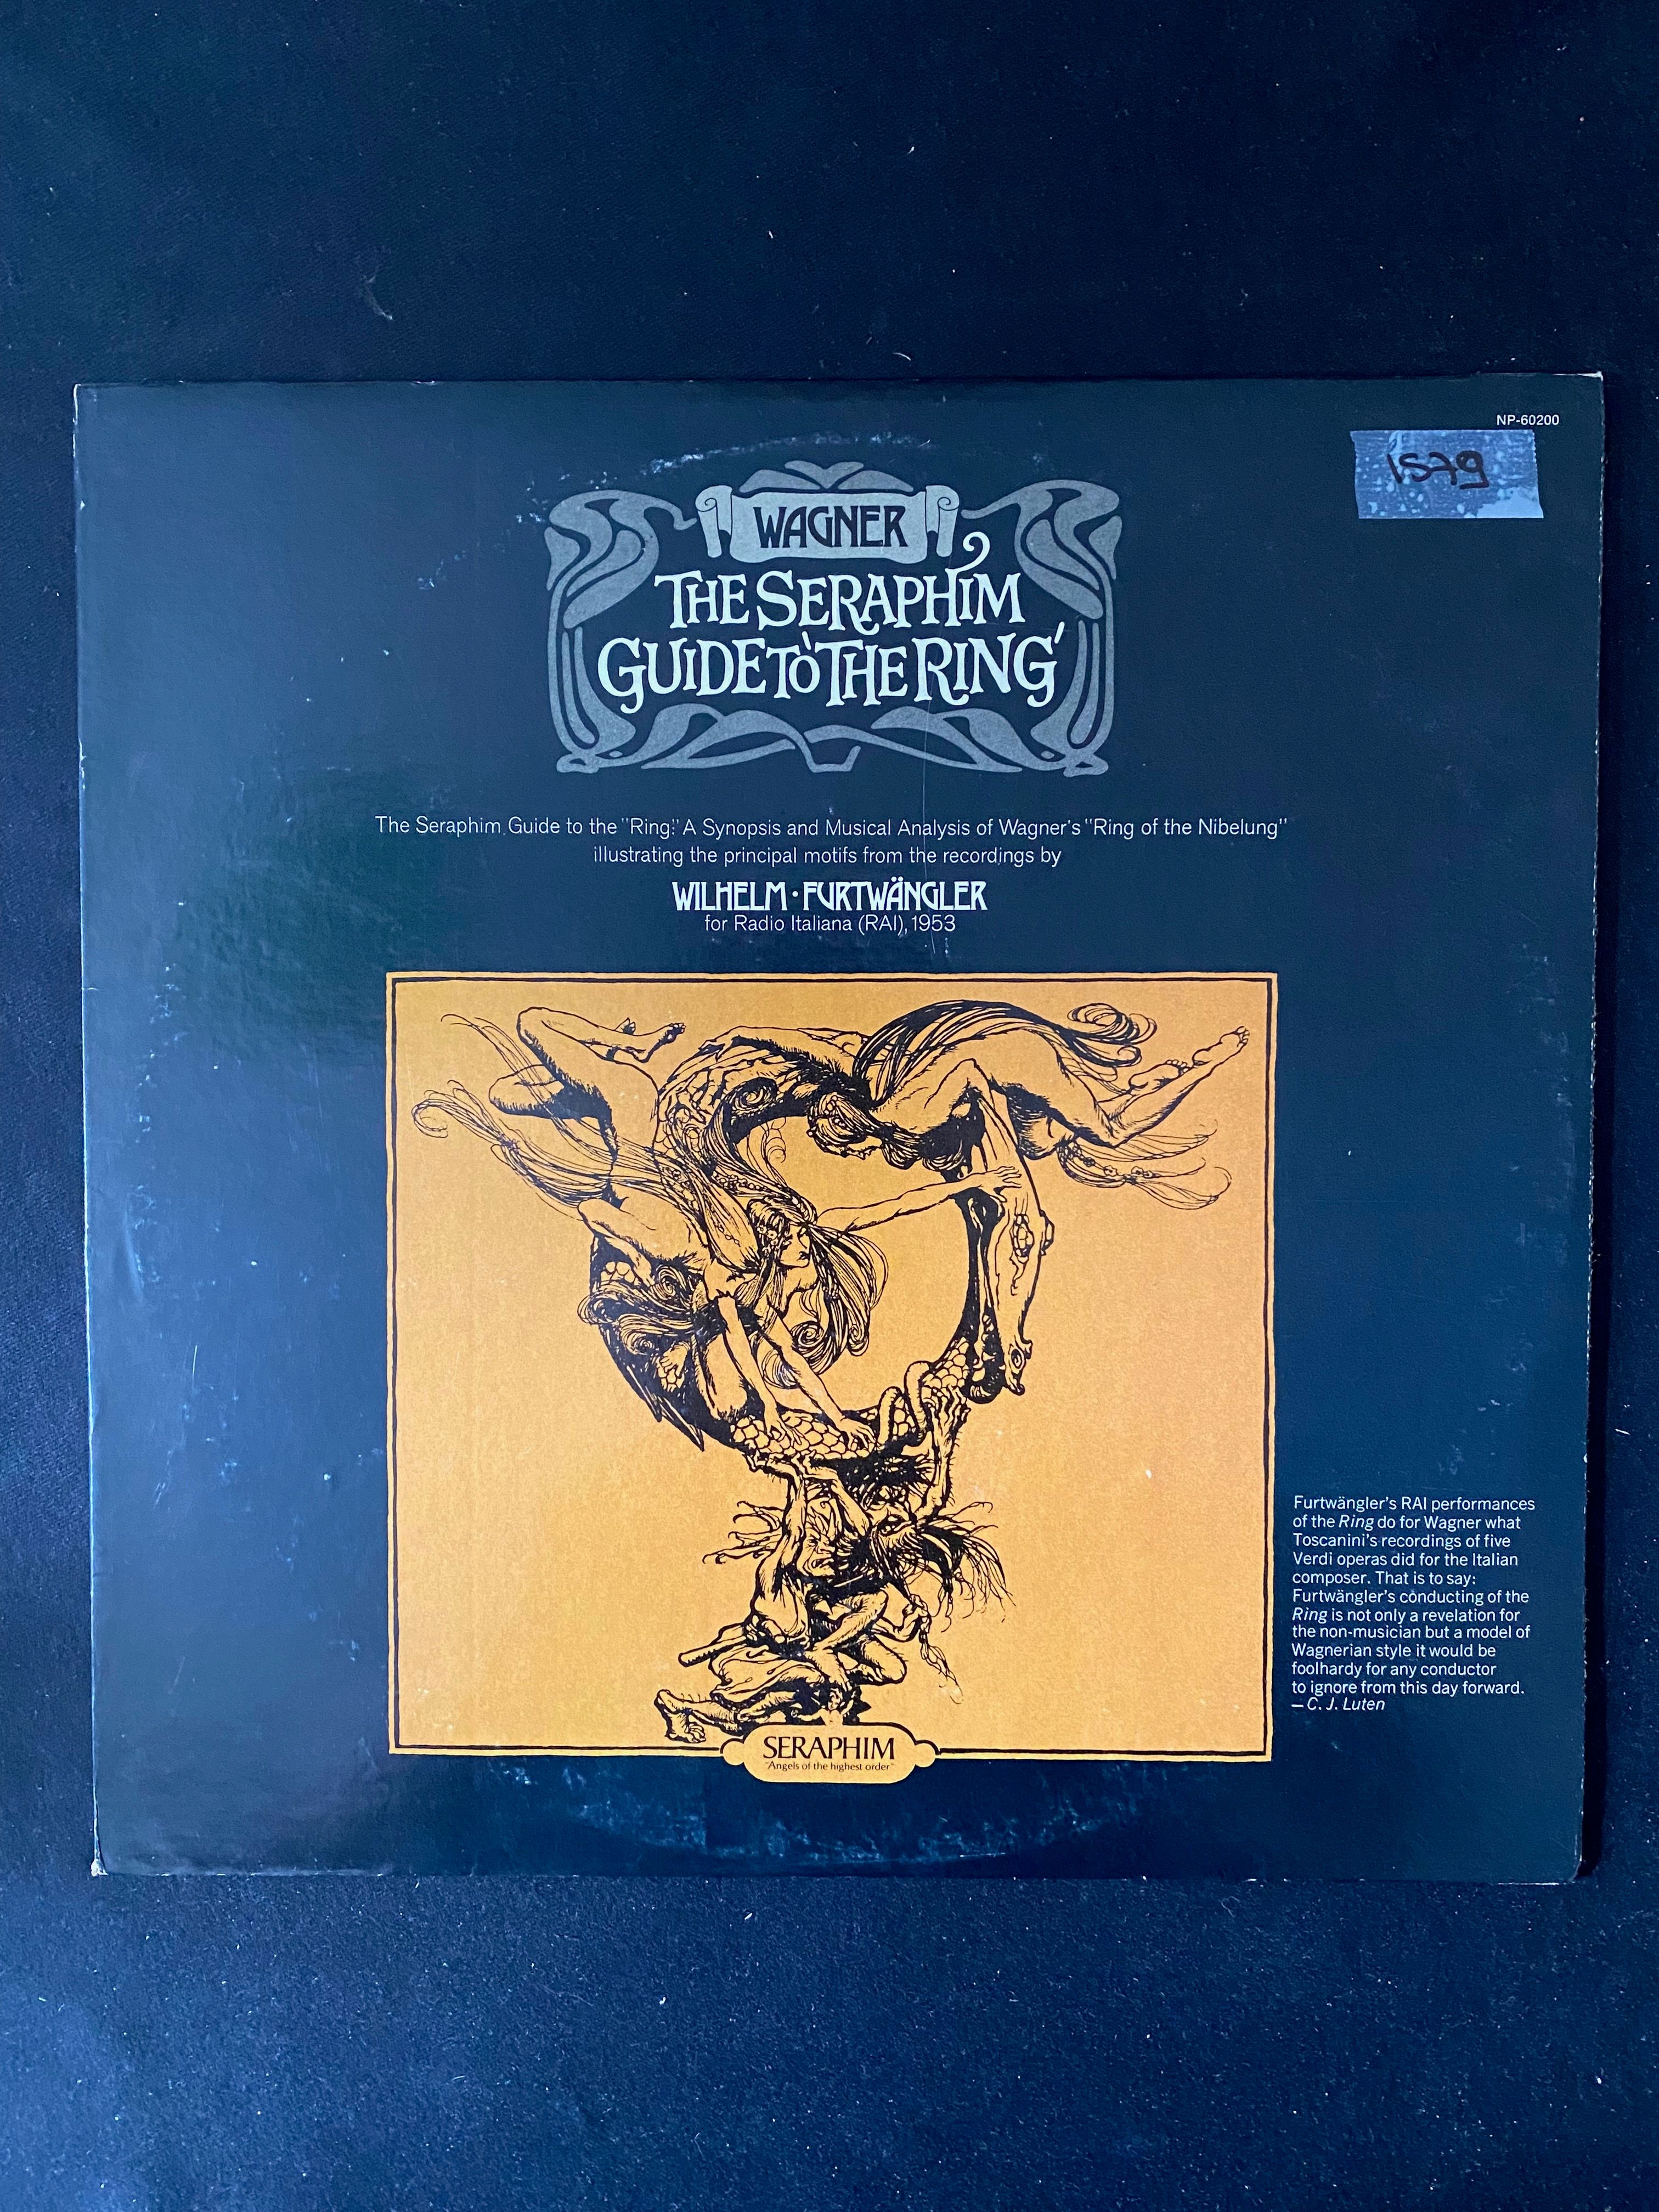 NP-60200
1579
WAGNER
THE SERAPHIM
GUIDE TO 'THE RING'
The Seraphim Guide to the "Ring:" A Synopsis and Musical Analysis of Wagner's "Ring of the Nibelung"
illustrating the principal motifs from the recordings by
WILHELM · FURTWÄNGLER
for Radio Italiana (RAI), 1953
Furtwängler's RAI performances
of the Ring do for Wagner what
Toscanini's recordings of five
Verdi operas did for the Italian
composer. That is to say:
Furtwängler's conducting of the
Ring is not only a revelation for
the non-musician but a model of
Wagnerian style it would be
foolhardy for any conductor
to ignore from this day forward.
— C. J. Luten
SERAPHIM
"Angels of the highest order"